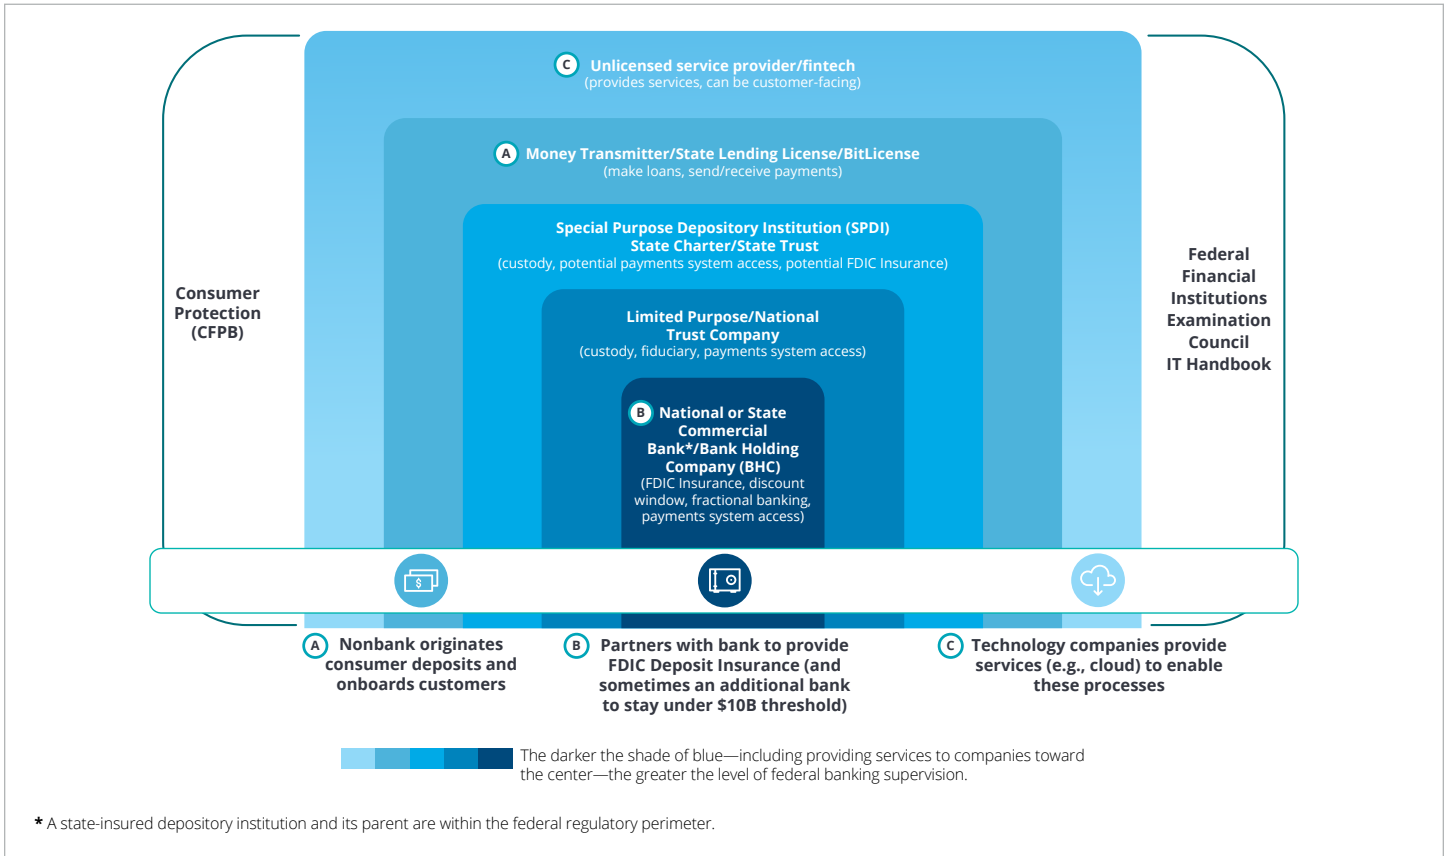 C Unlicensed service provider/fintech
(provides services, can be customer-facing)
A Money Transmitter/State Lending License/BitLicense
(make loans, send/receive payments)
Special Purpose Depository Institution (SPDI)
State Charter/State Trust
(custody, potential payments system access, potential FDIC Insurance)
Limited Purpose/National
Trust Company
(custody, fiduciary, payments system access)
B National or State
Commercial
Bank*/Bank Holding
Company (BHC)
(FDIC Insurance, discount
window, fractional banking,
payments system access)
Consumer
Protection
(CFPB)
Federal
Financial
Institutions
Examination
Council
IT Handbook
$
A Nonbank originates
consumer deposits and
onboards customers
B Partners with bank to provide
FDIC Deposit Insurance (and
sometimes an additional bank
to stay under $10B threshold)
C Technology companies provide
services (e.g., cloud) to enable
these processes
The darker the shade of blue—including providing services to companies toward
the center—the greater the level of federal banking supervision.
* A state-insured depository institution and its parent are within the federal regulatory perimeter.